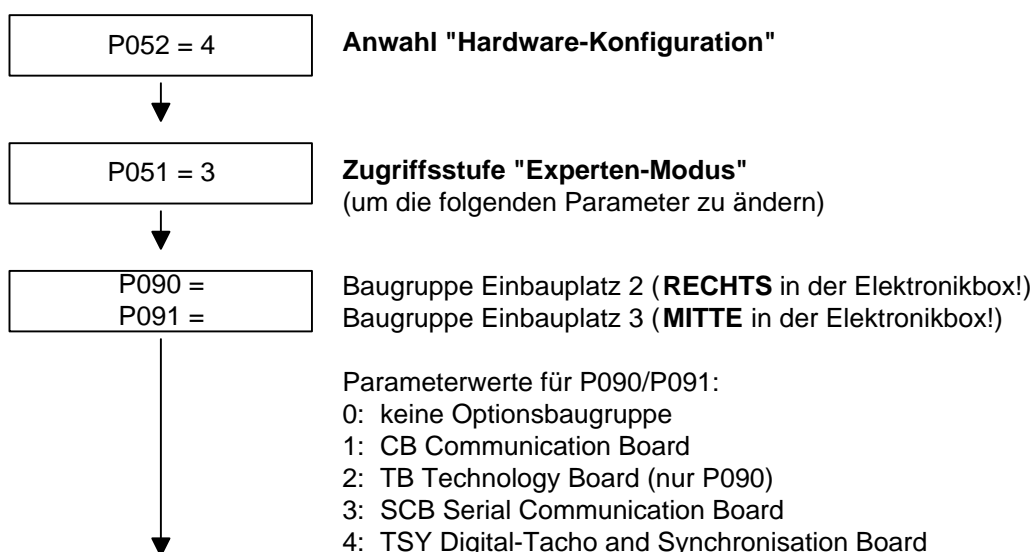 P052 = 4 Anwahl "Hardware-Konfiguration"
P051 = 3 Zugriffsstufe "Experten-Modus"
(um die folgenden Parameter zu ändern)
P090 = Baugruppe Einbauplatz 2 (RECHTS in der Elektronikbox!)
P091 = Baugruppe Einbauplatz 3 (MITTE in der Elektronikbox!)
Parameterwerte für P090/P091:
0: keine Optionsbaugruppe
1: CB Communication Board
2: TB Technology Board (nur P090)
3: SCB Serial Communication Board
4: TSY Digital-Tacho and Synchronisation Board